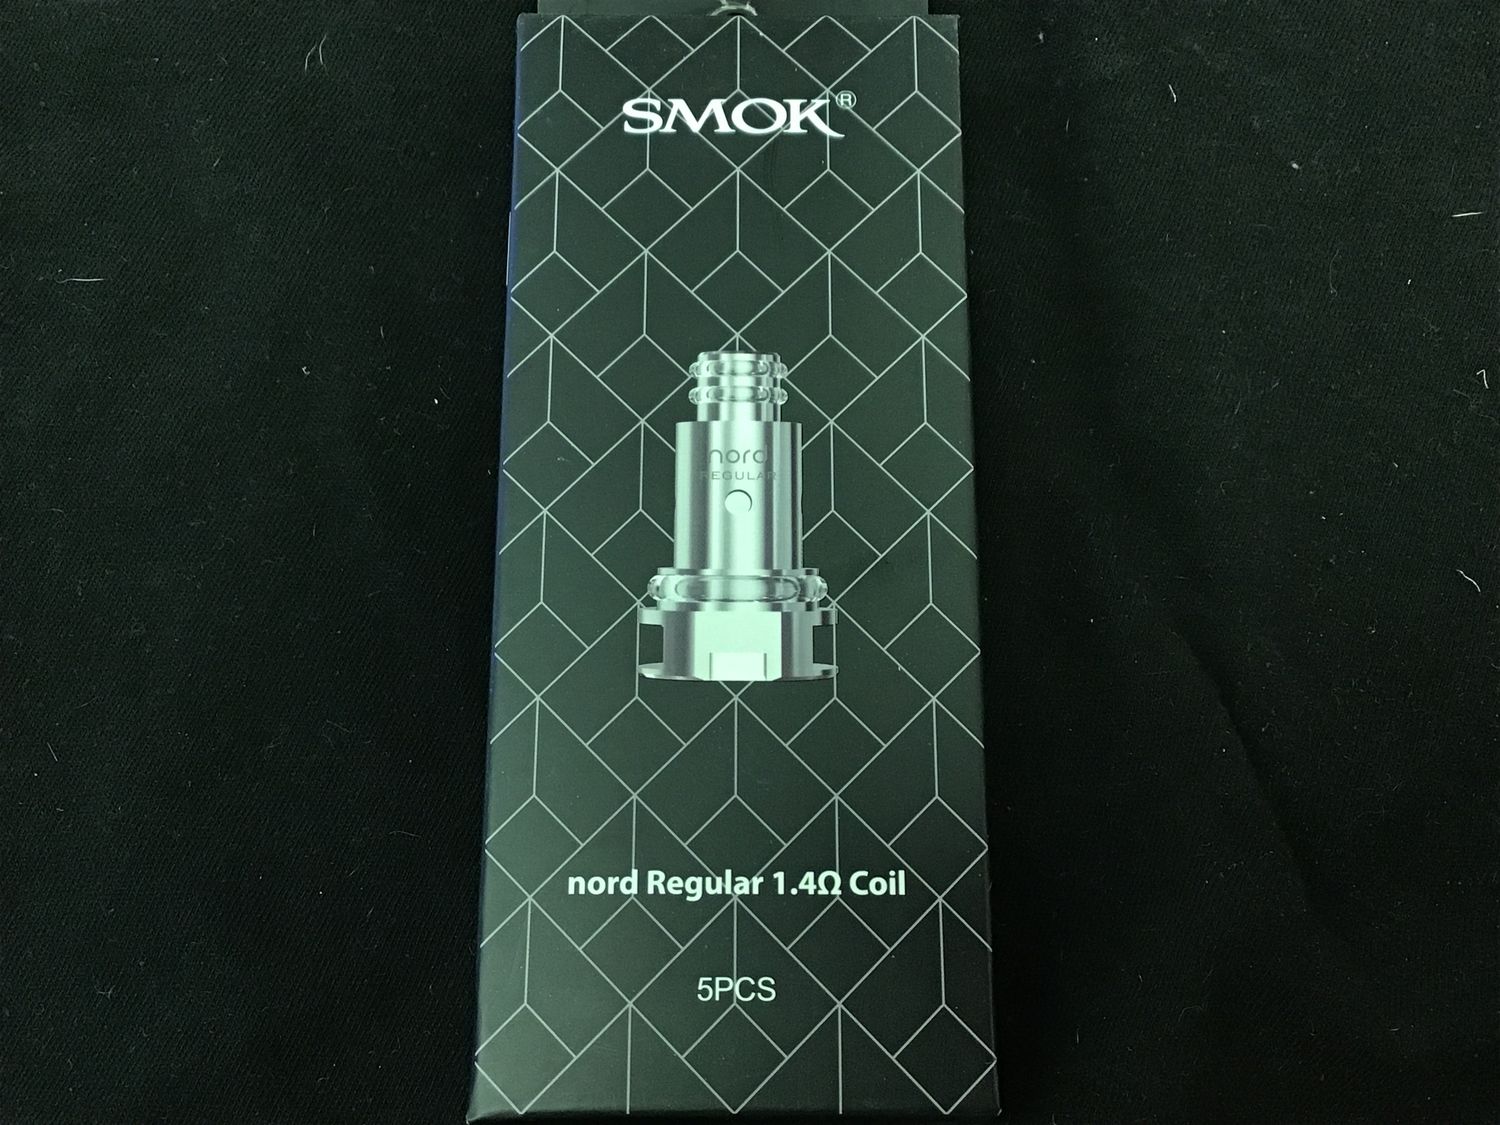 SMOK®
nord
REGULAR
nord Regular 1.4Ω Coil
5PCS